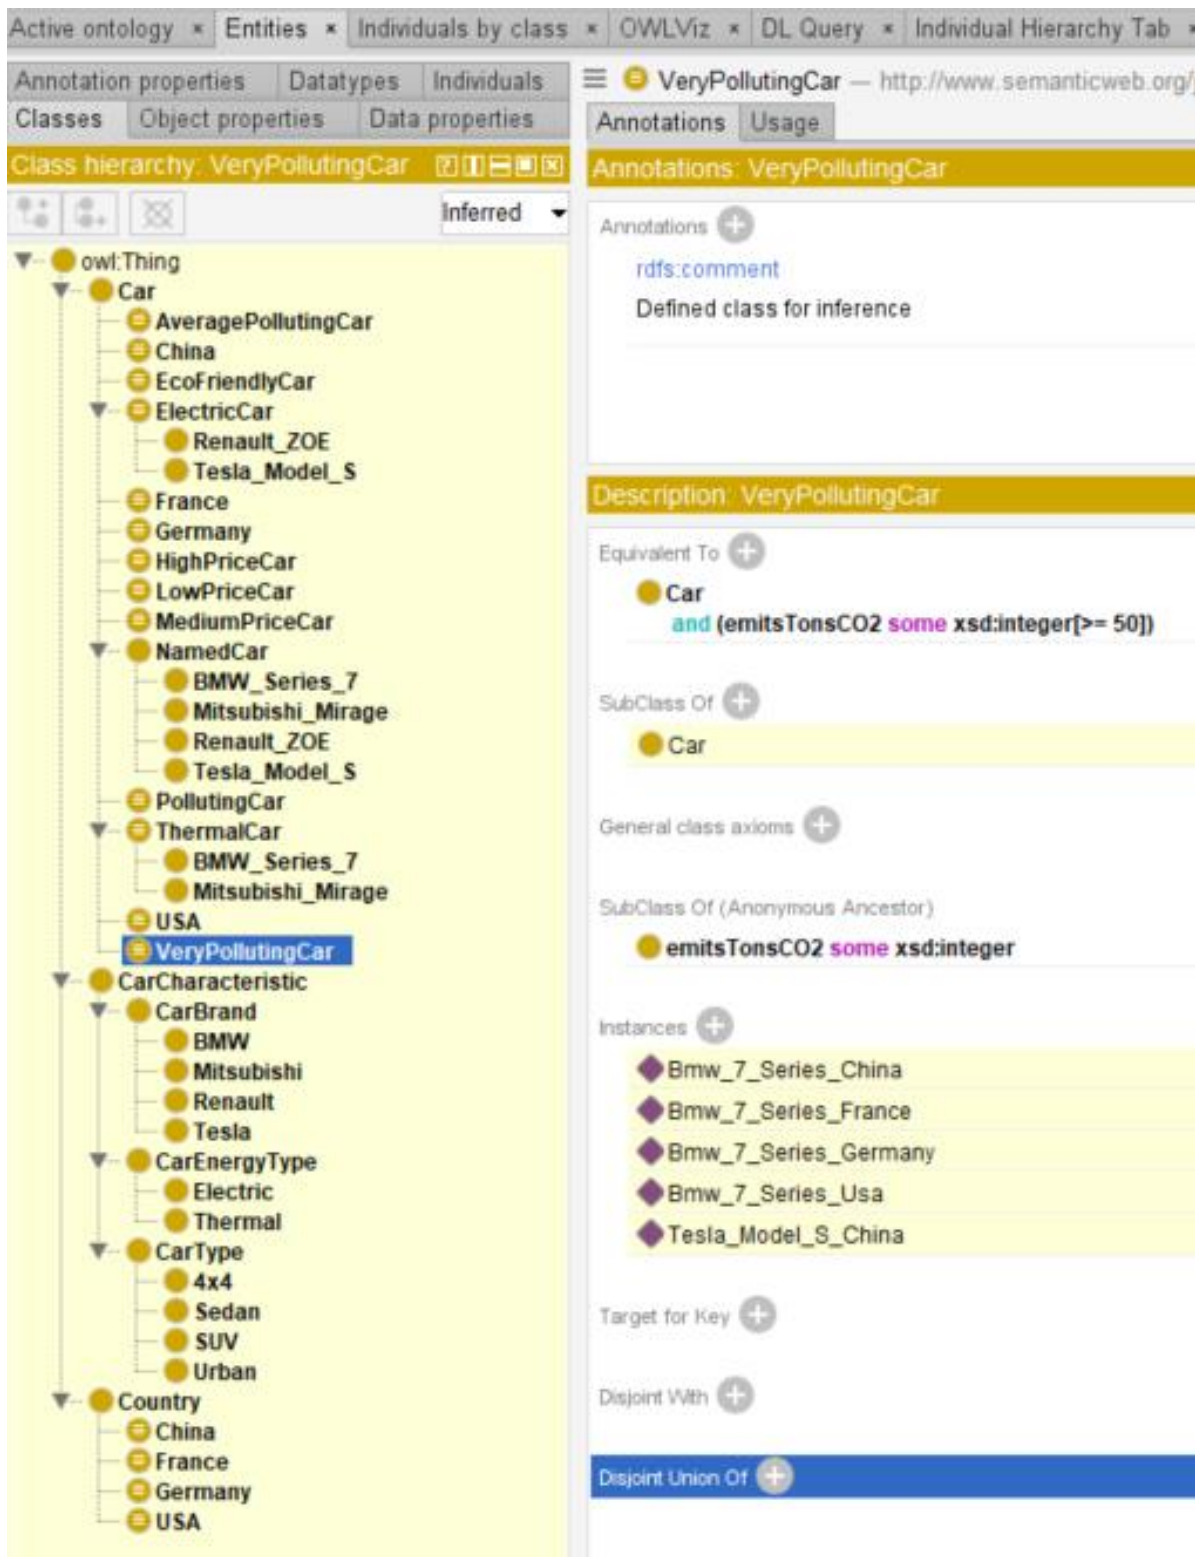 Active ontology × Entities × Individuals by class × OWLViz × DL Query × Individual Hierarchy Tab ×
Annotation properties Datatypes Individuals
Classes Object properties Data properties
Class hierarchy: VeryPollutingCar
Inferred
owl:Thing
Car
AveragePollutingCar
China
EcoFriendlyCar
ElectricCar
Renault_ZOE
Tesla_Model_S
France
Germany
HighPriceCar
LowPriceCar
MediumPriceCar
NamedCar
BMW_Series_7
Mitsubishi_Mirage
Renault_ZOE
Tesla_Model_S
PollutingCar
ThermalCar
BMW_Series_7
Mitsubishi_Mirage
USA
VeryPollutingCar
CarCharacteristic
CarBrand
BMW
Mitsubishi
Renault
Tesla
CarEnergyType
Electric
Thermal
CarType
4x4
Sedan
SUV
Urban
Country
China
France
Germany
USA
VeryPollutingCar — http://www.semanticweb.org/
Annotations Usage
Annotations: VeryPollutingCar
Annotations
rdfs:comment
Defined class for inference
Description: VeryPollutingCar
Equivalent To
Car
and (emitsTonsCO2 some xsd:integer[>= 50])
SubClass Of
Car
General class axioms
SubClass Of (Anonymous Ancestor)
emitsTonsCO2 some xsd:integer
Instances
Bmw_7_Series_China
Bmw_7_Series_France
Bmw_7_Series_Germany
Bmw_7_Series_Usa
Tesla_Model_S_China
Target for Key
Disjoint With
Disjoint Union Of